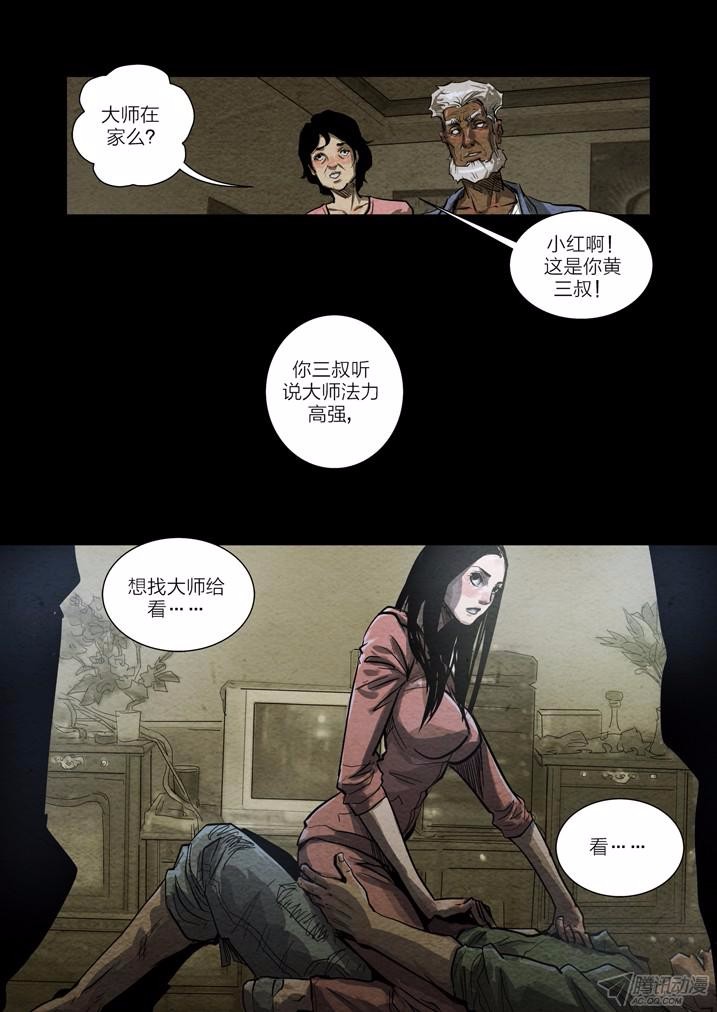 大师在
家么？
小红啊！
这是你黄
三叔！
你三叔听
说大师法力
高强，
想找大师给
看……
看……
腾讯动漫
AC.QQ.COM